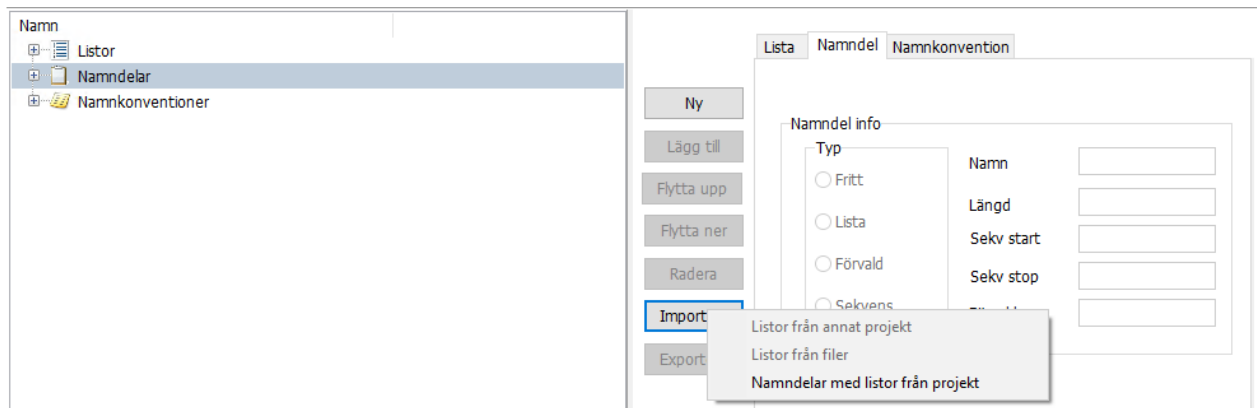 Namn
Listor
Namndelar
Namnkonventioner
Lista
Namndel
Namnkonvention
Ny
Lägg till
Flytta upp
Flytta ner
Radera
Import
Export
Namndel info
Typ
Fritt
Lista
Förvald
Sekvens
Namn
Längd
Sekv start
Sekv stop
Listor från annat projekt
Listor från filer
Namndelar med listor från projekt